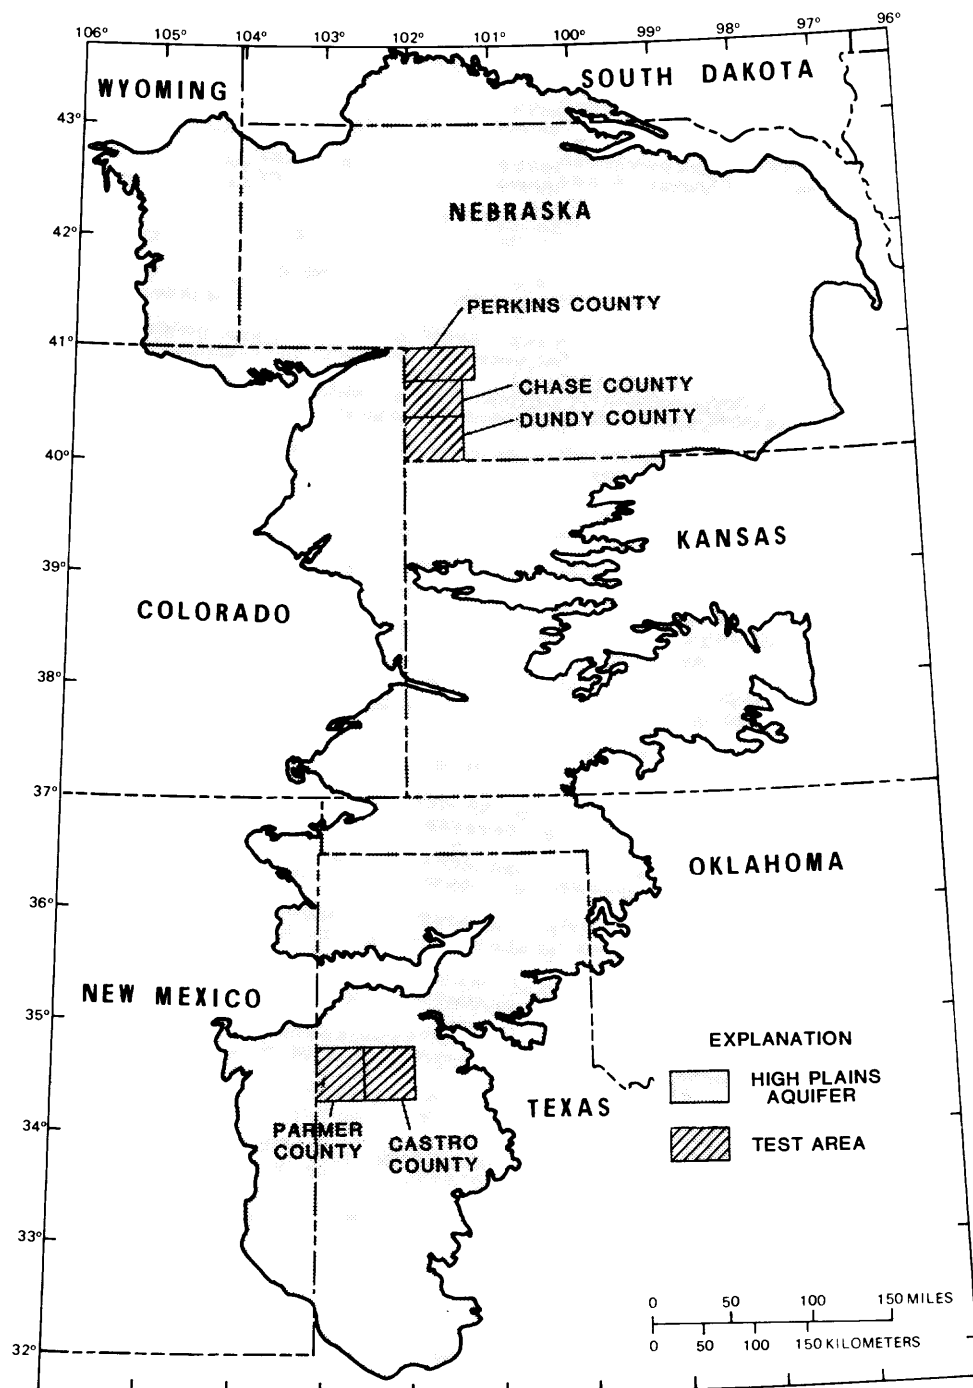 106° 105° 104° 103° 102° 101° 100° 99° 98° 97° 96°
WYOMING
SOUTH DAKOTA
43°
NEBRASKA
42°
PERKINS COUNTY
41°
CHASE COUNTY
DUNDY COUNTY
40°
KANSAS
39°
COLORADO
38°
37°
OKLAHOMA
36°
NEW MEXICO
35°
EXPLANATION
HIGH PLAINS
AQUIFER
TEXAS
34°
PARMER
COUNTY
CASTRO
COUNTY
TEST AREA
33°
0 50 100 150 MILES
0 50 100 150 KILOMETERS
32°